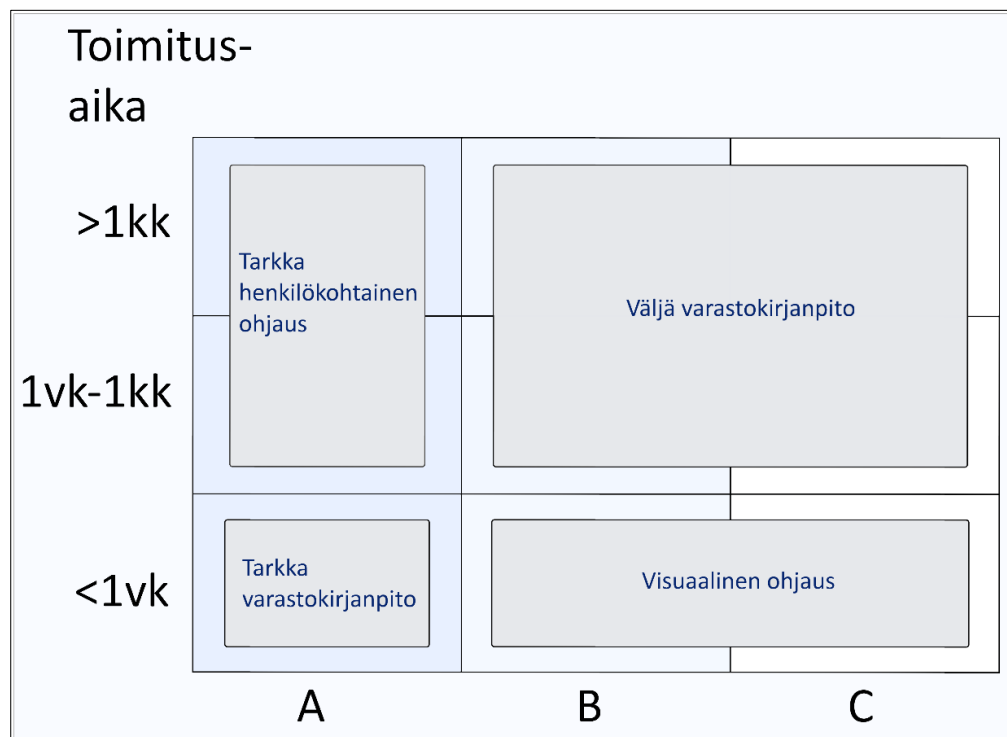 Toimitus-
aika
>1kk
Tarkka
henkilökohtainen
ohjaus
Väljä varastokirjanpito
1vk-1kk
<1vk
Tarkka
varastokirjanpito
Visuaalinen ohjaus
A
B
C